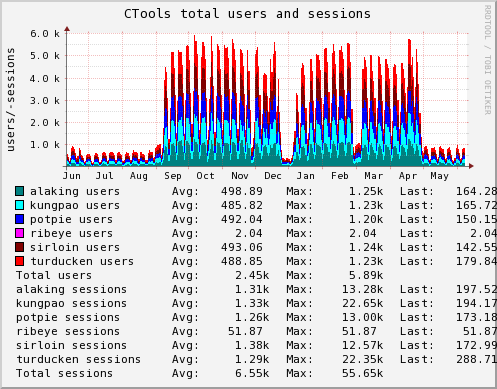 CTools total users and sessions
RRDTOOL / TOBI OETIKER
users/-sessions
6.0 k
5.0 k
4.0 k
3.0 k
2.0 k
1.0 k
Jun Jul Aug Sep Oct Nov Dec Jan Feb Mar Apr May
alaking users Avg: 498.89 Max: 1.25k Last: 164.28
kungpao users Avg: 485.82 Max: 1.23k Last: 165.72
potpie users Avg: 492.04 Max: 1.20k Last: 150.15
ribeye users Avg: 2.04 Max: 2.04 Last: 2.04
sirloin users Avg: 493.06 Max: 1.24k Last: 142.55
turducken users Avg: 488.85 Max: 1.23k Last: 179.84
Total users Avg: 2.45k Max: 5.89k
alaking sessions Avg: 1.31k Max: 13.28k Last: 197.52
kungpao sessions Avg: 1.33k Max: 22.65k Last: 194.17
potpie sessions Avg: 1.26k Max: 13.00k Last: 173.18
ribeye sessions Avg: 51.87 Max: 51.87 Last: 51.87
sirloin sessions Avg: 1.38k Max: 12.57k Last: 172.99
turducken sessions Avg: 1.29k Max: 22.35k Last: 288.71
Total sessions Avg: 6.55k Max: 55.65k